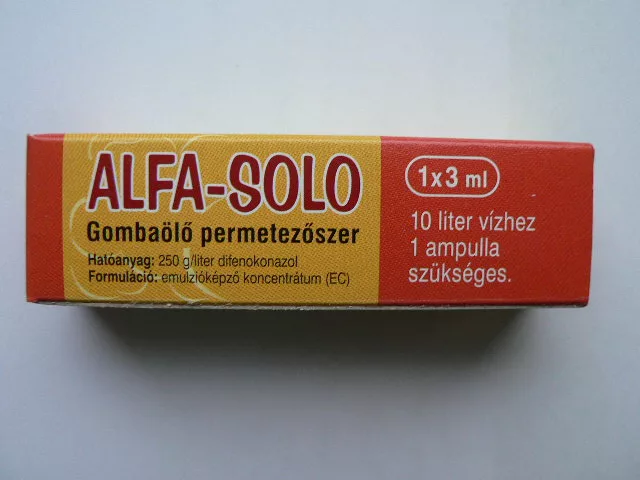 ALFA-SOLO
Gombaölő permetezőszer
Hatóanyag: 250 g/liter difenokonazol
Formuláció: emulzióképző koncentrátum (EC)
1x3 ml
10 liter vízhez
1 ampulla
szükséges.